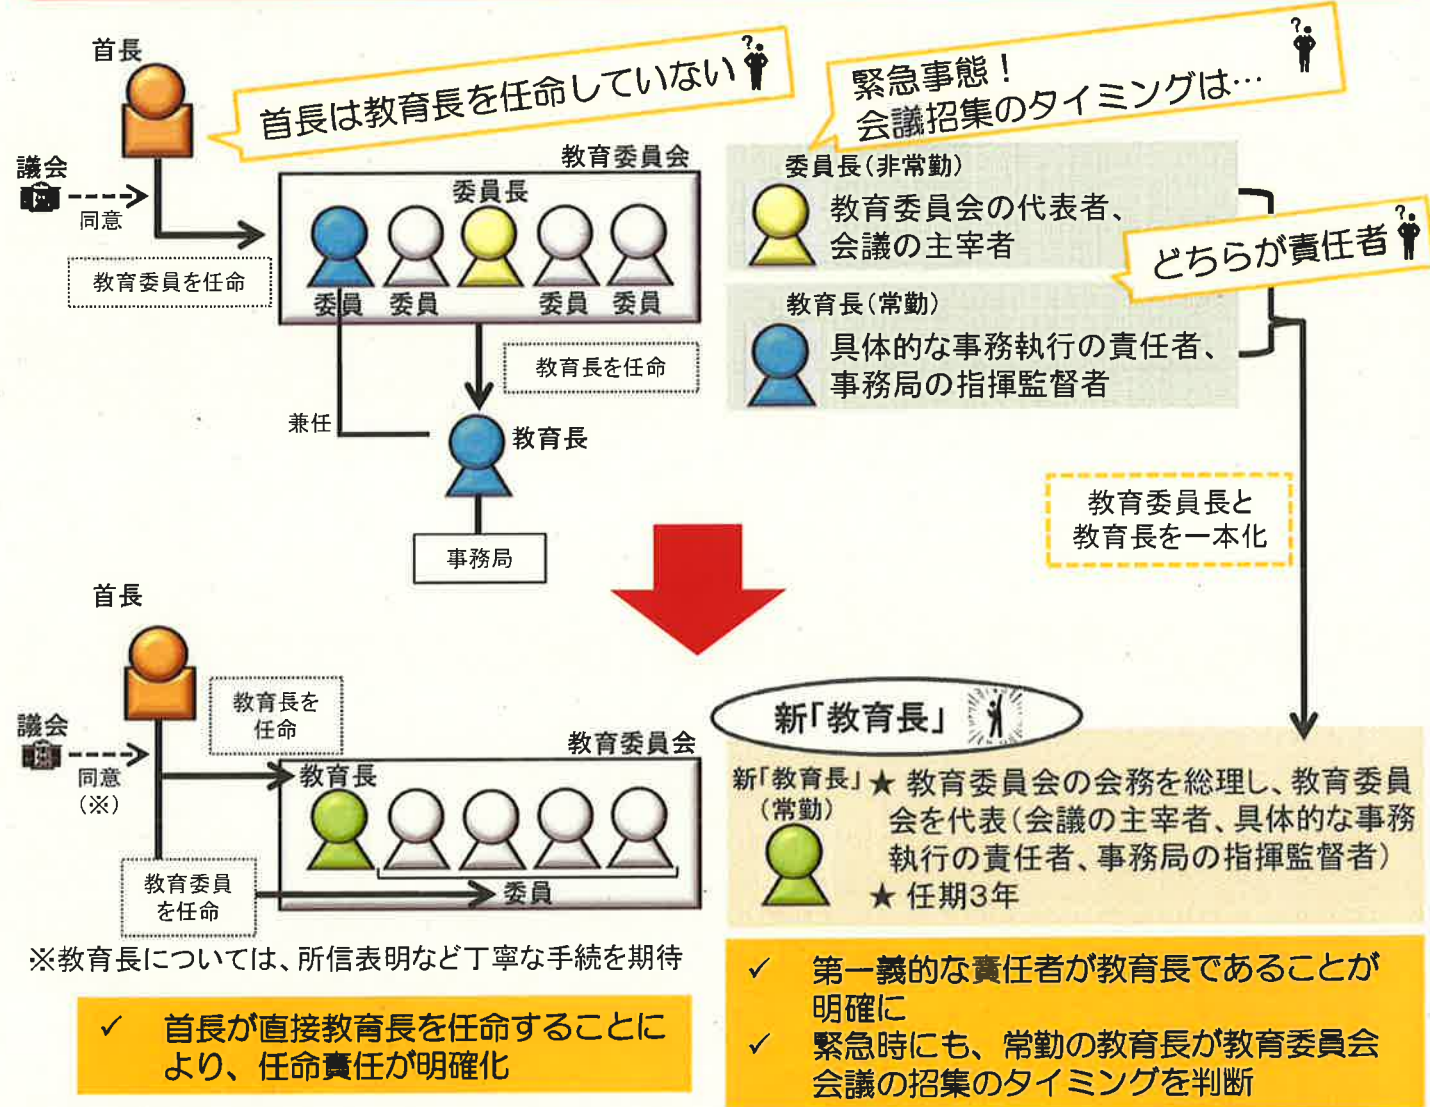 首長
首長は教育長を任命していない
緊急事態！
会議招集のタイミングは…
議会
同意
教育委員を任命
教育委員会
委員長
委員
委員
委員
委員
教育長を任命
兼任
教育長
事務局
委員長（非常勤）
教育委員会の代表者、
会議の主宰者
教育長（常勤）
具体的な事務執行の責任者、
事務局の指揮監督者
どちらが責任者
教育委員長と
教育長を一本化
首長
議会
同意
（※）
教育長を
任命
教育委員会
教育長
委員
教育委員
を任命
※教育長については、所信表明など丁寧な手続を期待
✓ 首長が直接教育長を任命することに
より、任命責任が明確化
新「教育長」
新「教育長」
（常勤）
★ 教育委員会の会務を総理し、教育委員
会を代表（会議の主宰者、具体的な事務
執行の責任者、事務局の指揮監督者）
★ 任期3年
✓ 第一義的な責任者が教育長であることが
明確に
✓ 緊急時にも、常勤の教育長が教育委員会
会議の招集のタイミングを判断